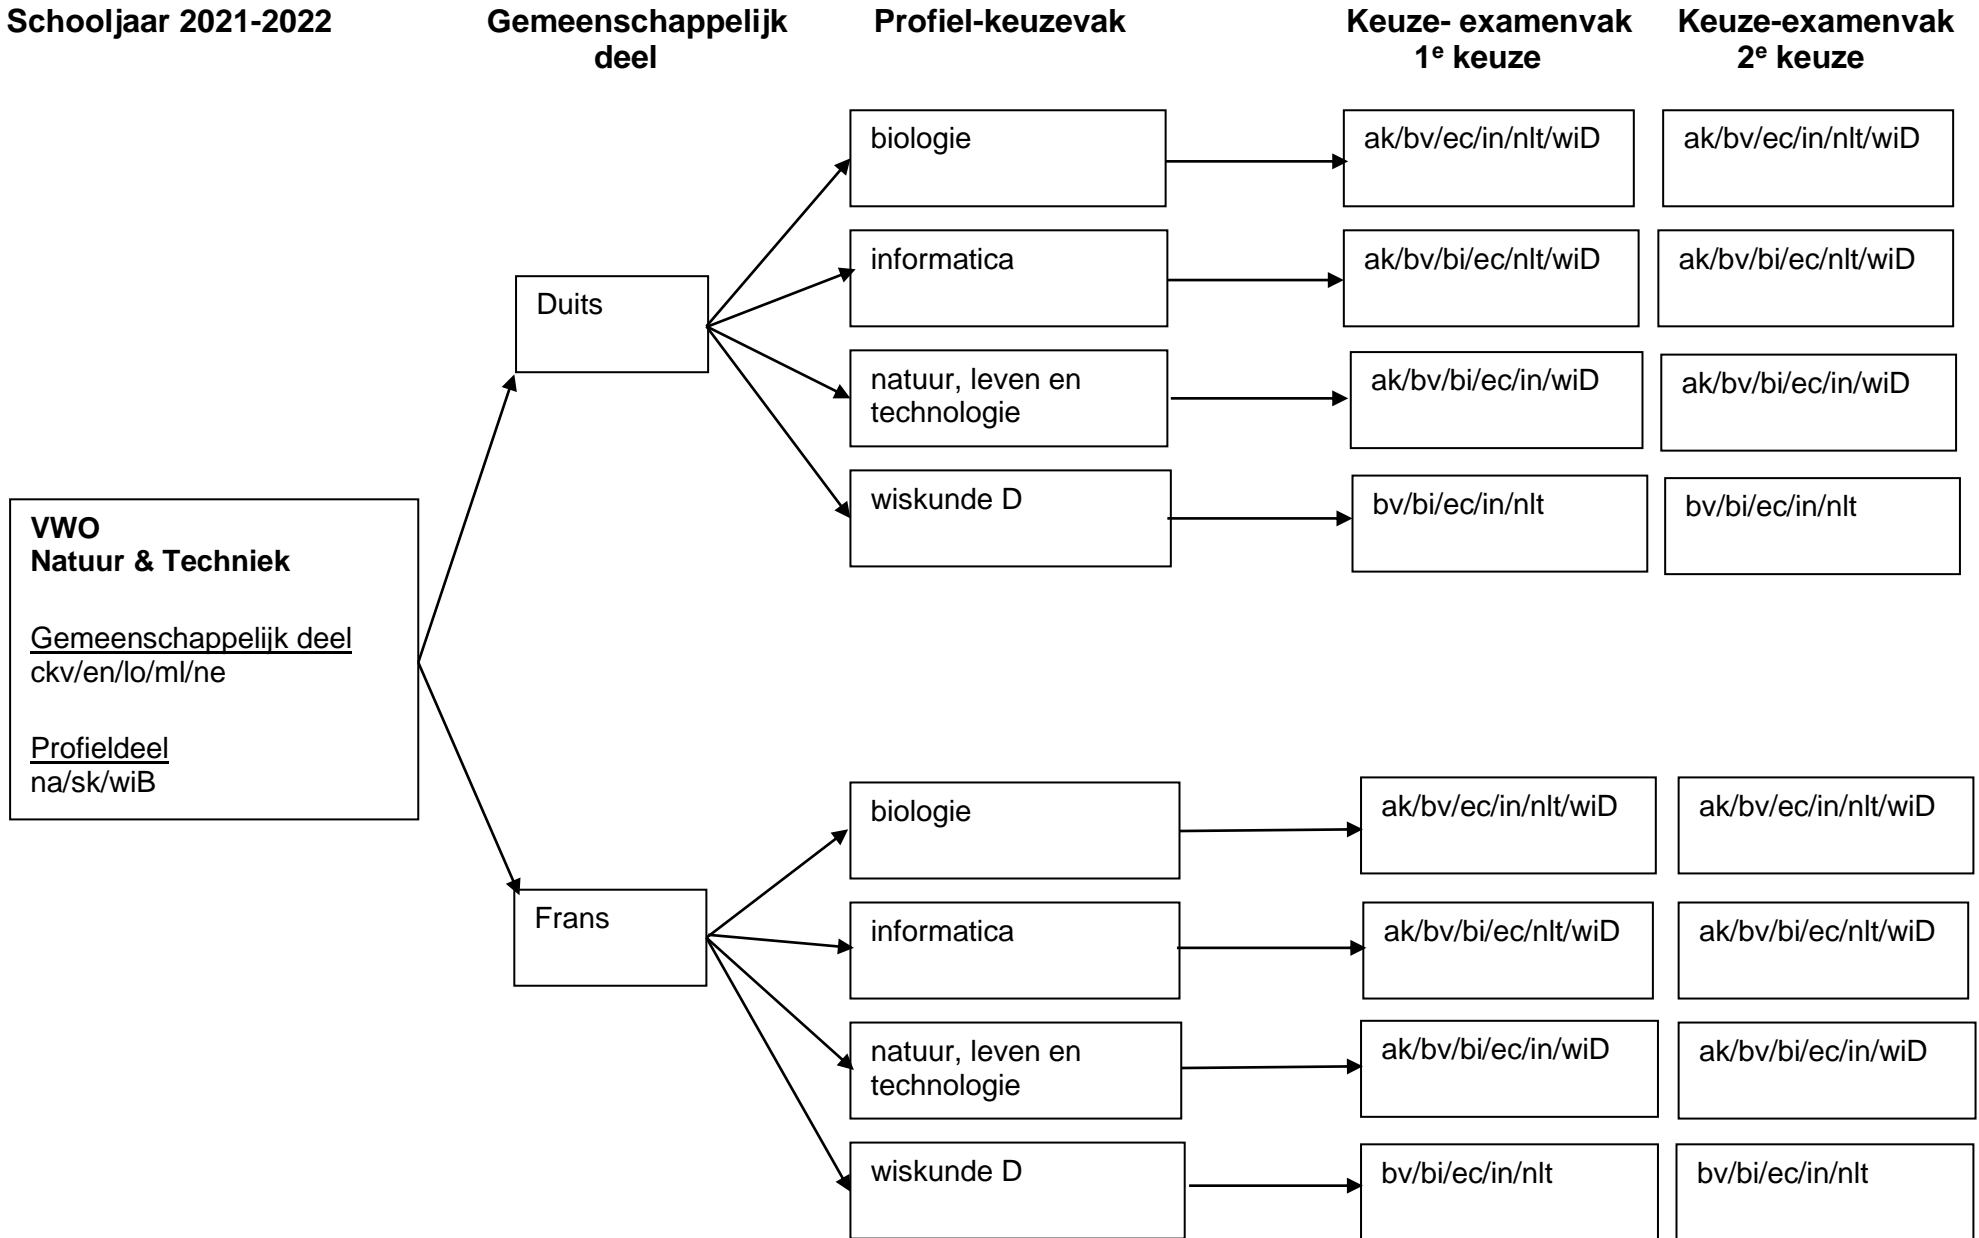 Schooljaar 2021-2022
Gemeenschappelijk
deel
Profiel-keuzevak
Keuze- examenvak
1e keuze
Keuze-examenvak
2e keuze
VWO
Natuur & Techniek
Gemeenschappelijk deel
ckv/en/lo/ml/ne
Profieldeel
na/sk/wiB
Duits
biologie
ak/bv/ec/in/nlt/wiD
ak/bv/ec/in/nlt/wiD
informatica
ak/bv/bi/ec/nlt/wiD
ak/bv/bi/ec/nlt/wiD
natuur, leven en
technologie
ak/bv/bi/ec/in/wiD
ak/bv/bi/ec/in/wiD
wiskunde D
bv/bi/ec/in/nlt
bv/bi/ec/in/nlt
Frans
biologie
ak/bv/ec/in/nlt/wiD
ak/bv/ec/in/nlt/wiD
informatica
ak/bv/bi/ec/nlt/wiD
ak/bv/bi/ec/nlt/wiD
natuur, leven en
technologie
ak/bv/bi/ec/in/wiD
ak/bv/bi/ec/in/wiD
wiskunde D
bv/bi/ec/in/nlt
bv/bi/ec/in/nlt